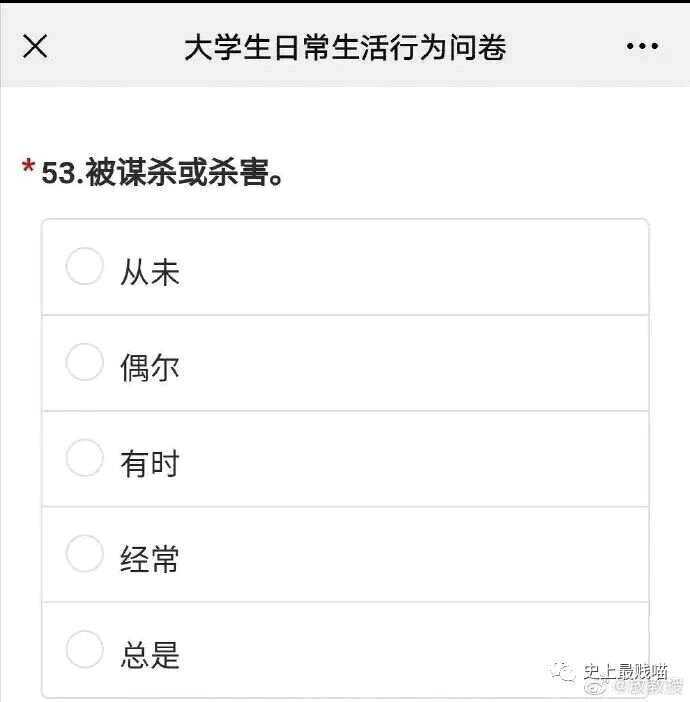 大学生日常生活行为问卷
*53.被谋杀或杀害。
从未
偶尔
有时
经常
总是
史上最贱喵